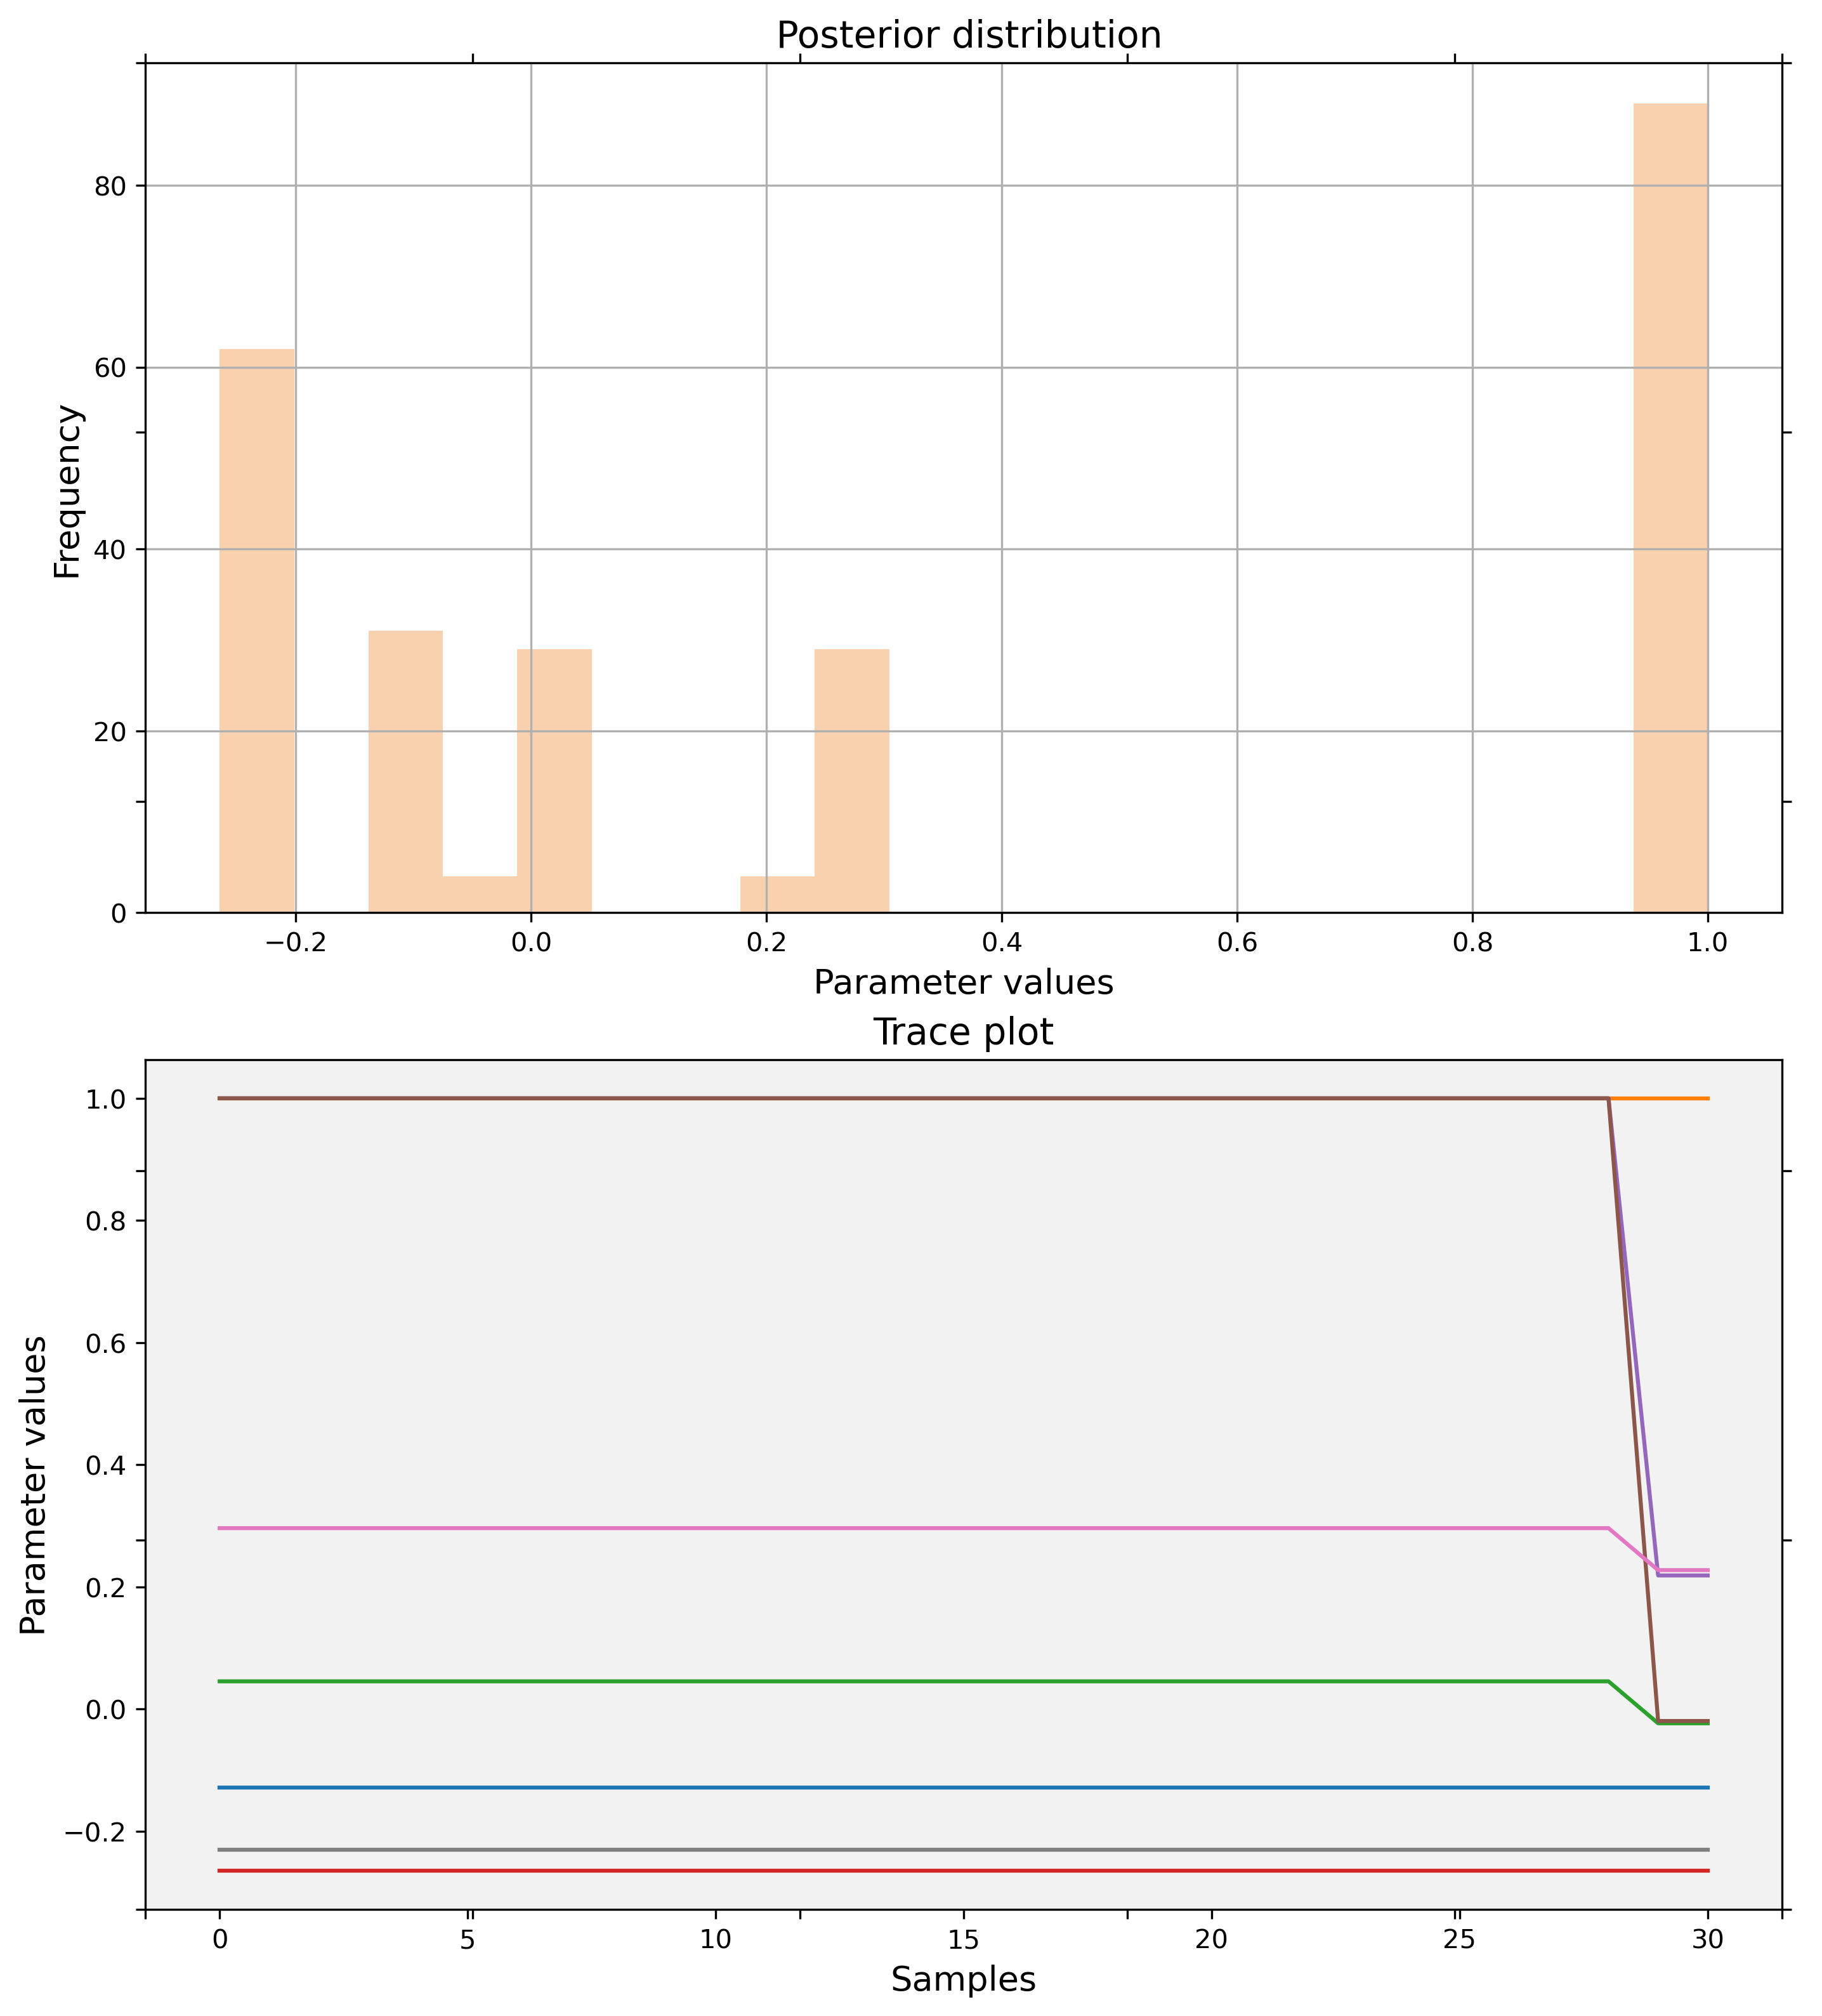 Posterior distribution
Frequency
80
60
40
20
0
−0.2 0.0 0.2 0.4 0.6 0.8 1.0
Parameter values
Trace plot
Parameter values
1.0
0.8
0.6
0.4
0.2
0.0
−0.2
0 5 10 15 20 25 30
Samples